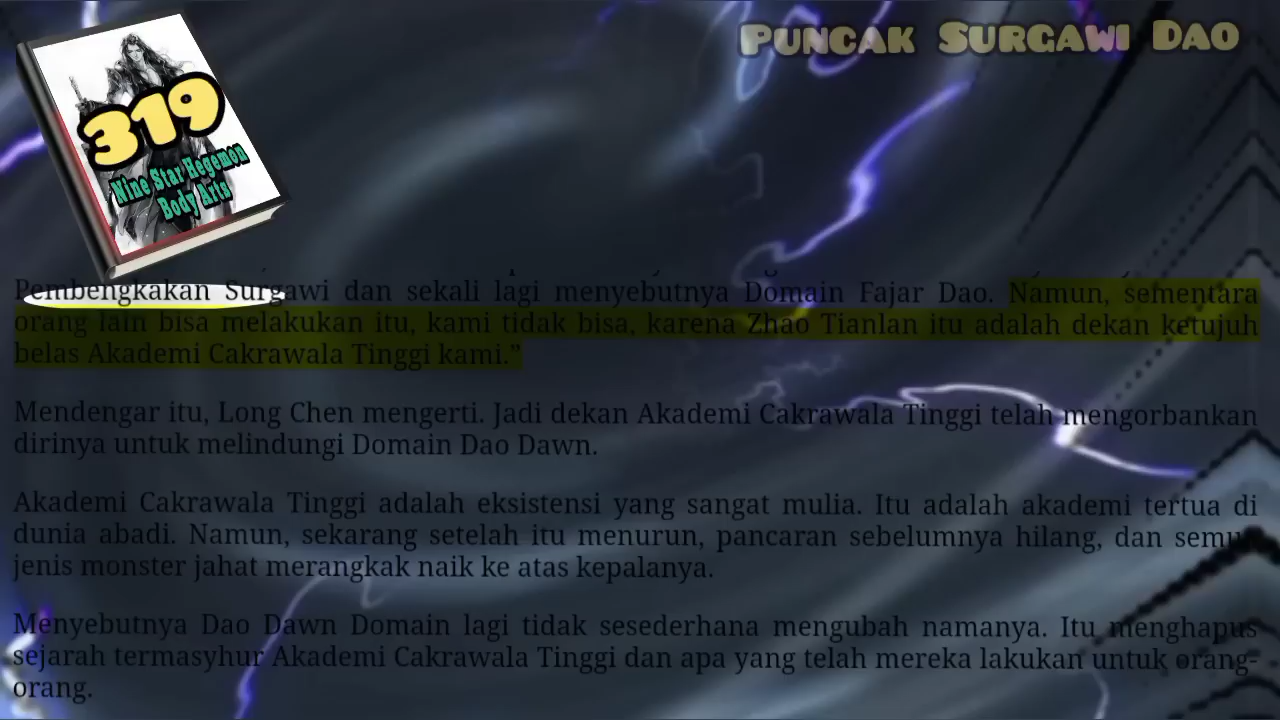 PUNCAK SURGAWI DAO
319
Nine Star Hegemon
Body Arts
Pembengkakan Surgawi dan sekali lagi menyebutnya Domain Fajar Dao. Namun, sementara
orang lain bisa melakukan itu, kami tidak bisa, karena Zhao Tianlan itu adalah dekan ketujuh
belas Akademi Cakrawala Tinggi kami.”
Mendengar itu, Long Chen mengerti. Jadi dekan Akademi Cakrawala Tinggi telah mengorbankan
dirinya untuk melindungi Domain Dao Dawn.
Akademi Cakrawala Tinggi adalah eksistensi yang sangat mulia. Itu adalah akademi tertua di
dunia abadi. Namun, sekarang setelah itu menurun, pancaran sebelumnya hilang, dan semua
jenis monster jahat merangkak naik ke atas kepalanya.
Menyebutnya Dao Dawn Domain lagi tidak sesederhana mengubah namanya. Itu menghapus
sejarah termasyhur Akademi Cakrawala Tinggi dan apa yang telah mereka lakukan untuk orang-
orang.